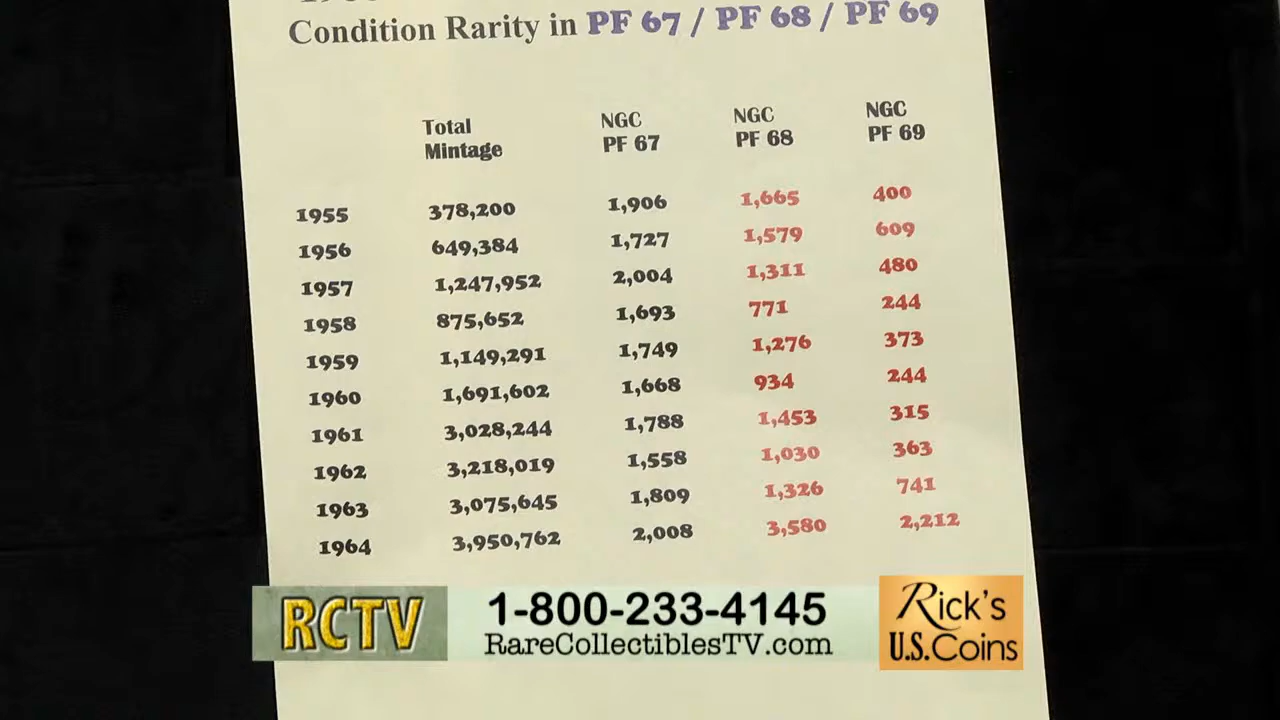 Condition Rarity in PF 67 / PF 68 / PF 69
Total Mintage NGC PF 67 NGC PF 68 NGC PF 69
1955 378,200 1,906 1,665 400
1956 649,384 1,727 1,579 609
1957 1,247,952 2,004 1,311 480
1958 875,652 1,693 771 244
1959 1,149,291 1,749 1,276 373
1960 1,691,602 1,668 934 244
1961 3,028,244 1,788 1,453 315
1962 3,218,019 1,558 1,030 363
1963 3,075,645 1,809 1,326 741
1964 3,950,762 2,008 3,580 2,212
RCTV
1-800-233-4145
RareCollectiblesTV.com
Rick's
U.S. Coins